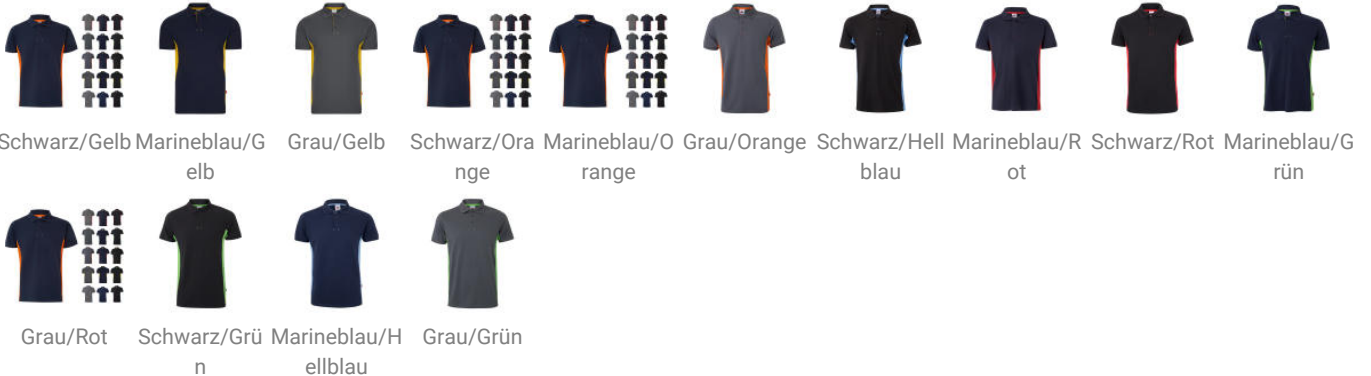 Schwarz/Gelb Marineblau/G Grau/Gelb Schwarz/Ora Marineblau/O Grau/Orange Schwarz/Hell Marineblau/R Schwarz/Rot Marineblau/G
elb nge range blau ot rün
Grau/Rot Schwarz/Grü Marineblau/H Grau/Grün
n ellblau